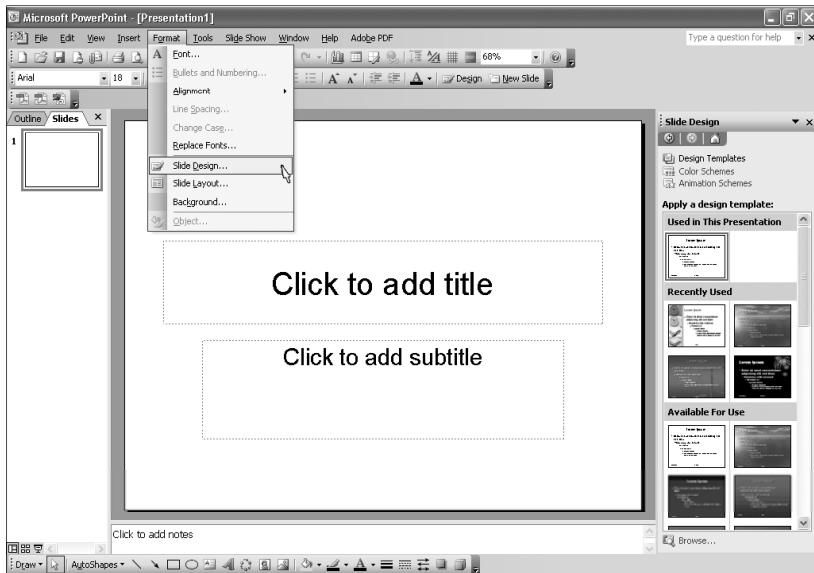 Microsoft PowerPoint - [Presentation1]
File Edit View Insert Format Tools Slide Show Window Help Adobe PDF
Type a question for help
68%
Arial
18
Design
New Slide
Font...
Bullets and Numbering...
Alignment
Line Spacing...
Change Case...
Replace Fonts...
Slide Design...
Slide Layout...
Background...
Object...
Outline
Slides
1
Click to add title
Click to add subtitle
Click to add notes
Slide Design
Design Templates
Color Schemes
Animation Schemes
Apply a design template:
Used in This Presentation
Recently Used
Available For Use
Browse...
Draw
AutoShapes